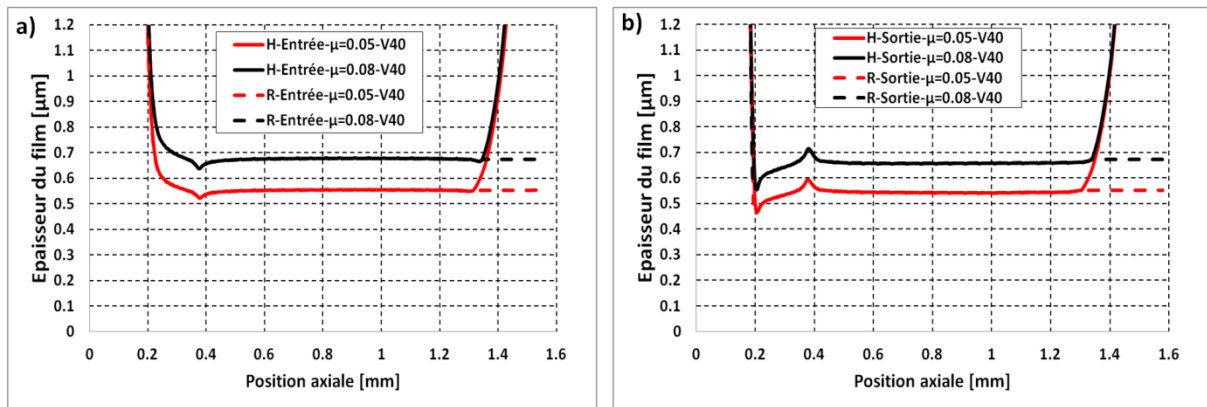 a)
H-Entrée-μ=0.05-V40
H-Entrée-μ=0.08-V40
R-Entrée-μ=0.05-V40
R-Entrée-μ=0.08-V40
Epaisseur du film [μm]
1.2
1.1
1
0.9
0.8
0.7
0.6
0.5
0.4
0.3
0.2
0.1
0
0 0.2 0.4 0.6 0.8 1 1.2 1.4 1.6
Position axiale [mm]
b)
H-Sortie-μ=0.05-V40
H-Sortie-μ=0.08-V40
R-Sortie-μ=0.05-V40
R-Sortie-μ=0.08-V40
Epaisseur du film [μm]
1.2
1.1
1
0.9
0.8
0.7
0.6
0.5
0.4
0.3
0.2
0.1
0
0 0.2 0.4 0.6 0.8 1 1.2 1.4 1.6
Position axiale [mm]